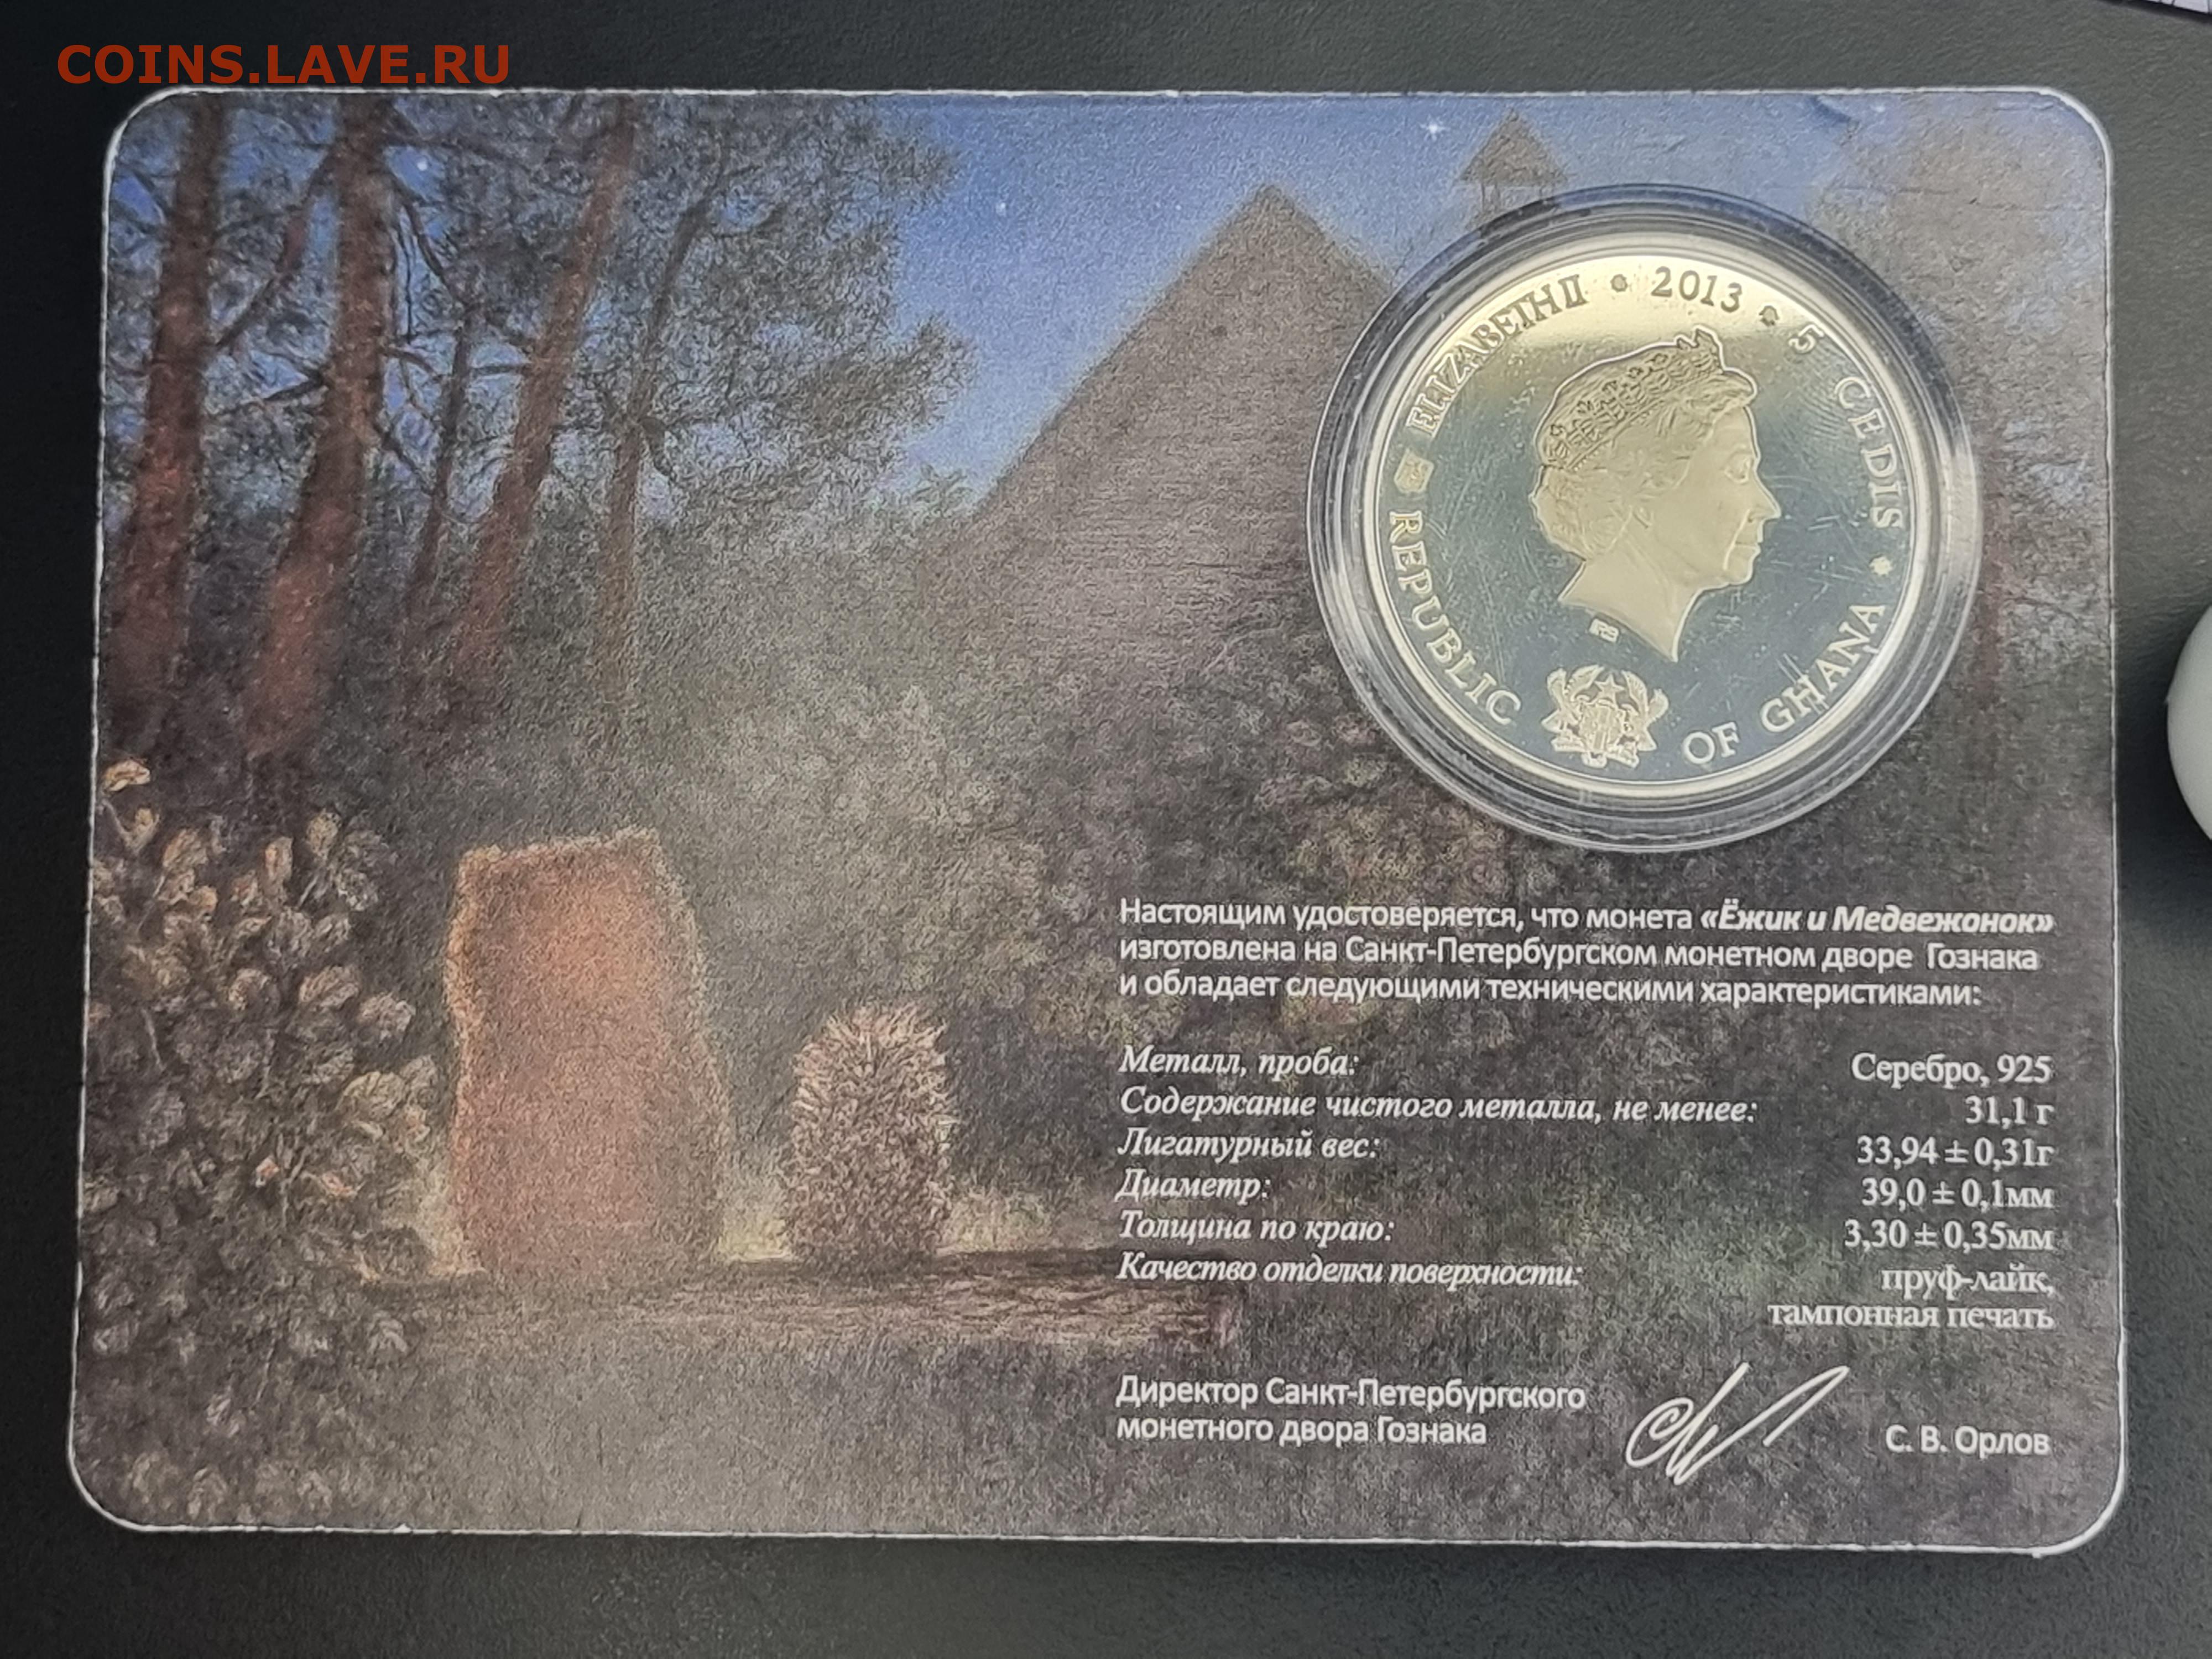 COINS.LAVE.RU
ELIZABETH II * 2013 * 5 CEDIS *
REPUBLIC OF GHANA
IRB
Настоящим удостоверяется, что монета «Ёжик и Медвежонок»
изготовлена на Санкт-Петербургском монетном дворе Гознака
и обладает следующими техническими характеристиками:
Металл, проба: Серебро, 925
Содержание чистого металла, не менее: 31,1 г
Лигатурный вес: 33,94 ± 0,31г
Диаметр: 39,0 ± 0,1мм
Толщина по краю: 3,30 ± 0,35мм
Качество отделки поверхности: пруф-лайк,
тампонная печать
Директор Санкт-Петербургского
монетного двора Гознака
С. В. Орлов